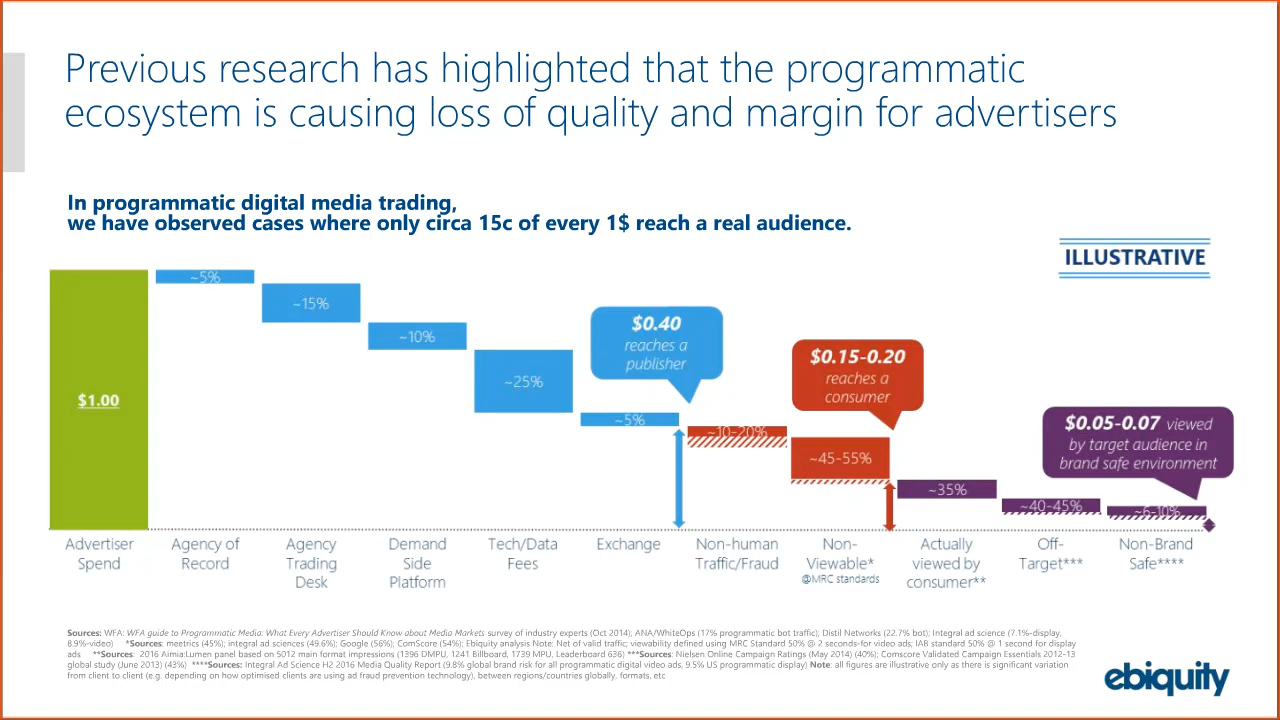 Previous research has highlighted that the programmatic
ecosystem is causing loss of quality and margin for advertisers
In programmatic digital media trading,
we have observed cases where only circa 15c of every 1$ reach a real audience.
ILLUSTRATIVE
$1.00
~5%
~15%
~10%
~25%
~5%
$0.40
reaches a
publisher
~10-20%
~45-55%
$0.15-0.20
reaches a
consumer
~35%
~40-45%
~6-10%
$0.05-0.07 viewed
by target audience in
brand safe environment
Advertiser
Spend
Agency of
Record
Agency
Trading
Desk
Demand
Side
Platform
Tech/Data
Fees
Exchange
Non-human
Traffic/Fraud
Non-
Viewable*
@MRC standards
Actually
viewed by
consumer**
Off-
Target***
Non-Brand
Safe****
Sources: WFA: WFA guide to Programmatic Media: What Every Advertiser Should Know about Media Markets survey of industry experts (Oct 2014); ANA/WhiteOps (17% programmatic bot traffic); Distil Networks (22.7% bot); Integral ad science (7.1%-display,
8.9%-video) *Sources: meetrics (45%); integral ad sciences (49.6%); Google (56%); ComScore (54%); Ebiquity analysis Note: Net of valid traffic; viewability defined using MRC Standard 50% @ 2 seconds-for video ads; IAB standard 50% @ 1 second for display
ads **Sources: 2016 Aimia:Lumen panel based on 5012 main format impressions (1396 DMPU, 1241 Billboard, 1739 MPU, Leaderboard 636) ***Sources: Nielsen Online Campaign Ratings (May 2014) (40%); Comscore Validated Campaign Essentials 2012-13
global study (June 2013) (43%) ****Sources: Integral Ad Science H2 2016 Media Quality Report (9.8% global brand risk for all programmatic digital video ads, 9.5% US programmatic display) Note: all figures are illustrative only as there is significant variation
from client to client (e.g. depending on how optimised clients are using ad fraud prevention technology), between regions/countries globally, formats, etc
ebiquity